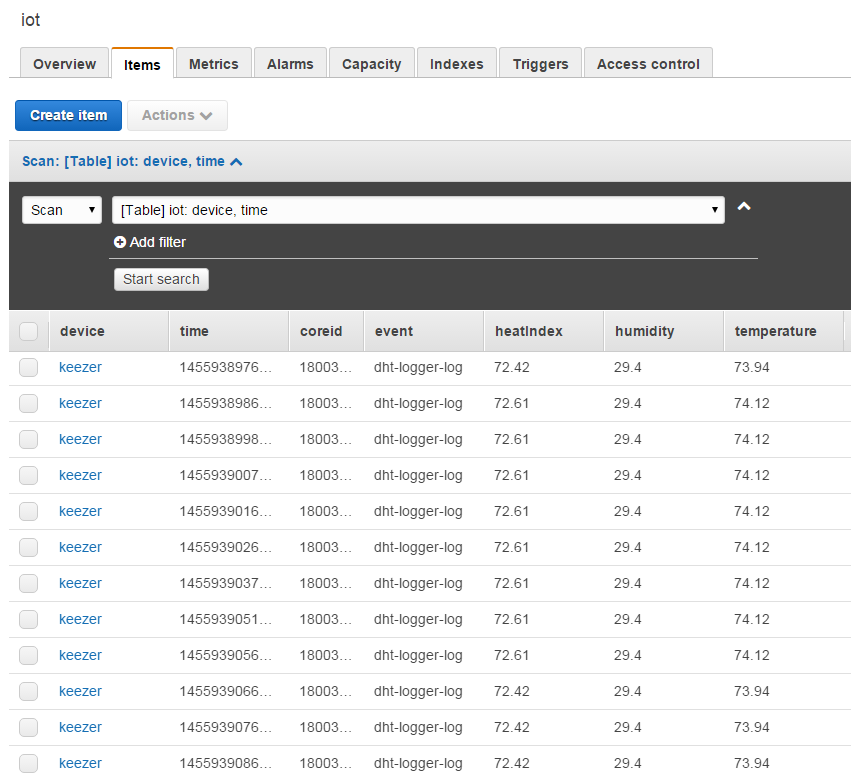 iot
Overview Items Metrics Alarms Capacity Indexes Triggers Access control
Create item Actions
Scan: [Table] iot: device, time
Scan [Table] iot: device, time
Add filter
Start search
device time coreid event heatIndex humidity temperature
keezer 1455938976... 18003... dht-logger-log 72.42 29.4 73.94
keezer 1455938986... 18003... dht-logger-log 72.61 29.4 74.12
keezer 1455938998... 18003... dht-logger-log 72.61 29.4 74.12
keezer 1455939007... 18003... dht-logger-log 72.61 29.4 74.12
keezer 1455939016... 18003... dht-logger-log 72.61 29.4 74.12
keezer 1455939026... 18003... dht-logger-log 72.61 29.4 74.12
keezer 1455939037... 18003... dht-logger-log 72.61 29.4 74.12
keezer 1455939051... 18003... dht-logger-log 72.61 29.4 74.12
keezer 1455939056... 18003... dht-logger-log 72.61 29.4 74.12
keezer 1455939066... 18003... dht-logger-log 72.42 29.4 73.94
keezer 1455939076... 18003... dht-logger-log 72.42 29.4 73.94
keezer 1455939086... 18003... dht-logger-log 72.42 29.4 73.94